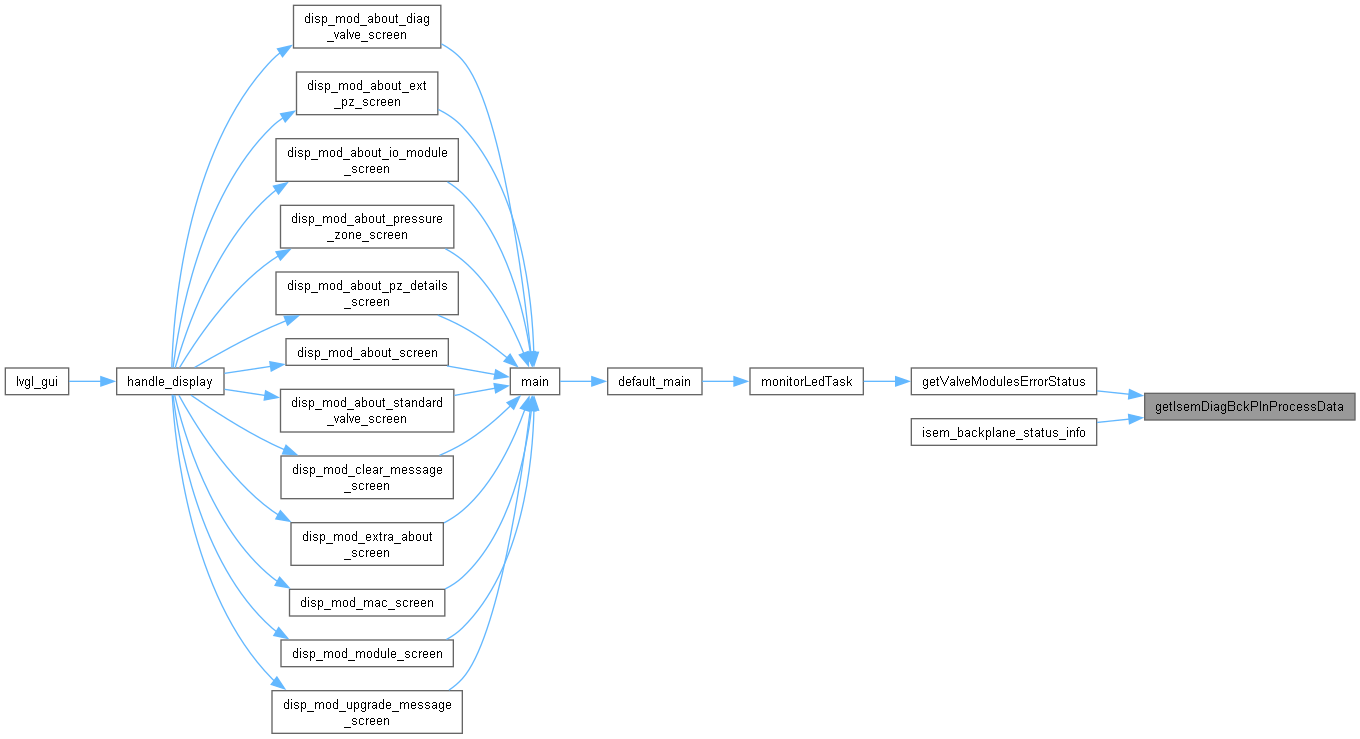 disp_mod_about_diag
_valve_screen
disp_mod_about_ext
_pz_screen
disp_mod_about_io_module
_screen
disp_mod_about_pressure
_zone_screen
disp_mod_about_pz_details
_screen
disp_mod_about_screen
lvgl_gui
handle_display
main
default_main
monitorLedTask
getValveModulesErrorStatus
getIsemDiagBckPlnProcessData
isem_backplane_status_info
disp_mod_about_standard
_valve_screen
disp_mod_clear_message
_screen
disp_mod_extra_about
_screen
disp_mod_mac_screen
disp_mod_module_screen
disp_mod_upgrade_message
_screen